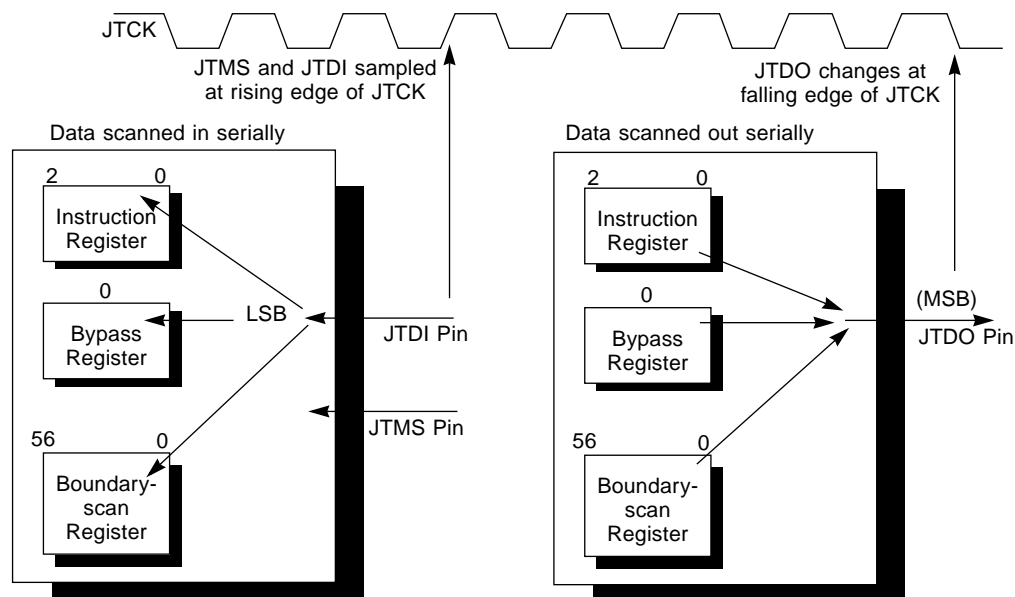 JTCK
JTMS and JTDI sampled
at rising edge of JTCK
JTDO changes at
falling edge of JTCK
Data scanned in serially
2 0
Instruction
Register
0
Bypass
Register
LSB
JTDI Pin
JTMS Pin
56 0
Boundary-
scan
Register
Data scanned out serially
2 0
Instruction
Register
0
Bypass
Register
(MSB)
JTDO Pin
56 0
Boundary-
scan
Register